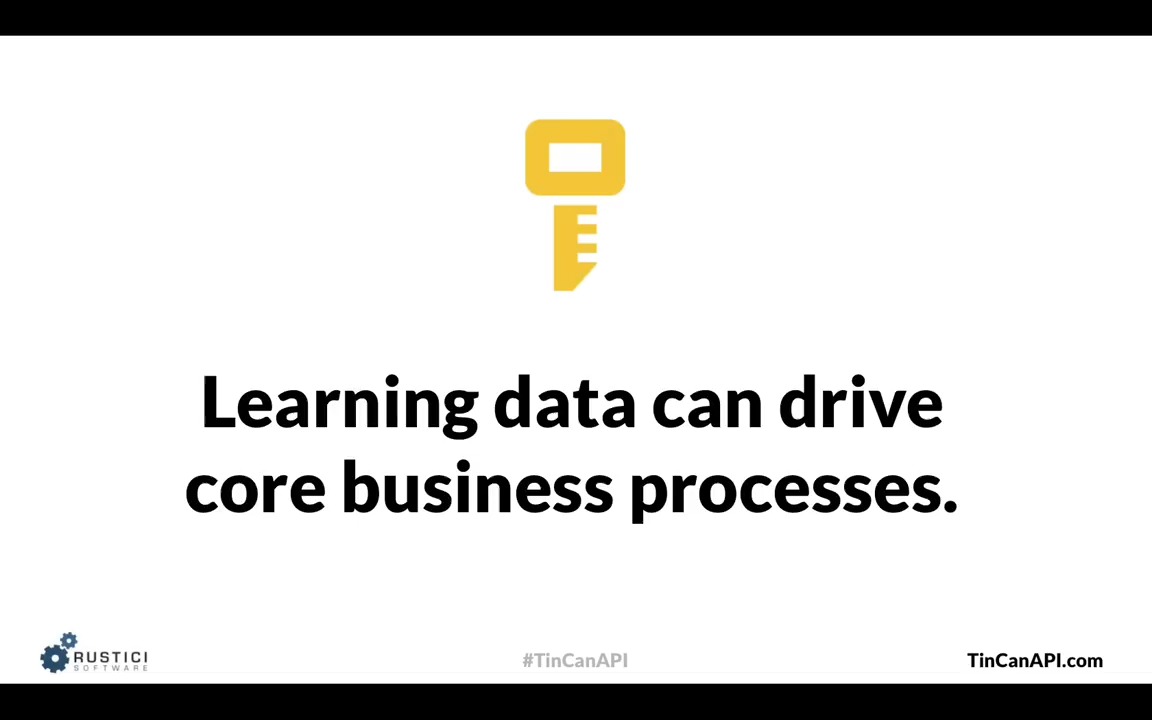 Learning data can drive
core business processes.
RUSTICI
SOFTWARE
#TinCanAPI
TinCanAPI.com